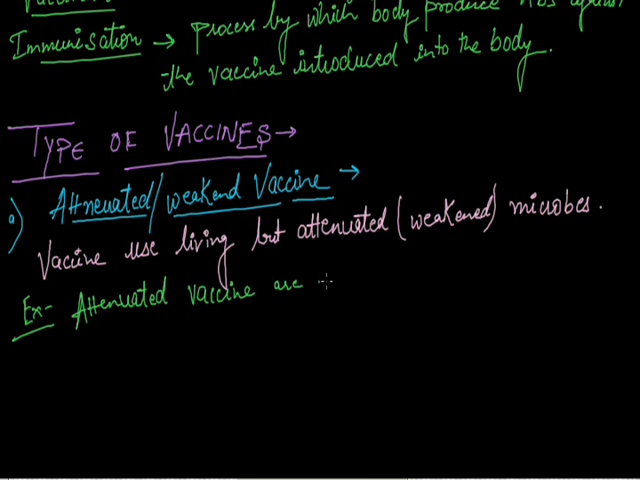 Immunisation → Process by which body produce Abs against
the vaccine introduced into the body.
TYPE OF VACCINES→
a) Attneuated/weakend Vaccine →
Vaccine use living but attenuated (weakened) microbes.
Ex- Attenuated vaccine are